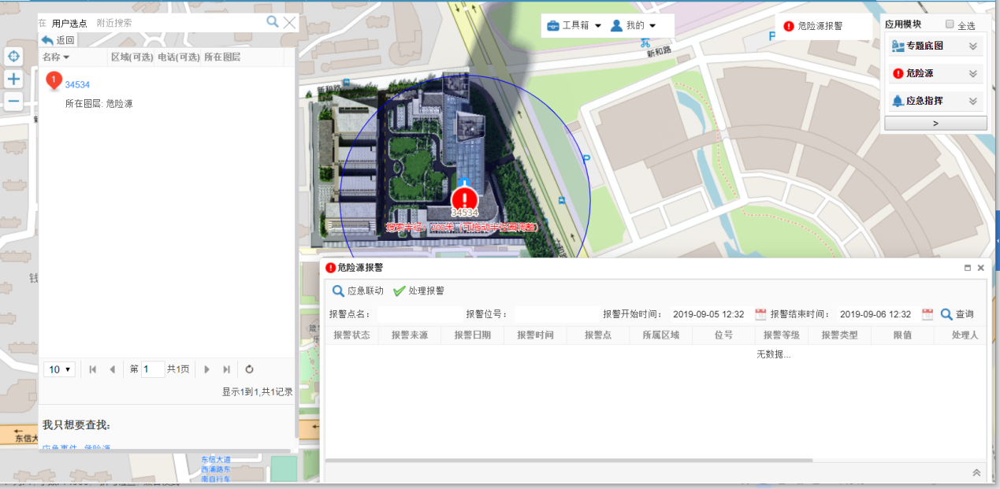 在 用户选点 附近搜索
返回
名称 区域(可选) 电话(可选) 所在图层
1
34534
所在图层: 危险源
10
第 1 共1页
显示1到1,共1记录
我只想要查找:
应急事件 危险源
工具箱 我的
危险源报警
应用模块 全选
专题底图
危险源
应急指挥
>
新和路
新和路
P
P
34534
搜索半径: 200米 (可拖动半径圆调整)
危险源报警
应急联动 处理报警
报警点名: 报警位号: 报警开始时间: 2019-09-05 12:32 报警结束时间: 2019-09-06 12:32 查询
报警状态 报警来源 报警日期 报警时间 报警点 所属区域 位号 报警等级 报警类型 限值 处理人
无数据...
钱
东信大
东信大道
西浦路东
南自行车